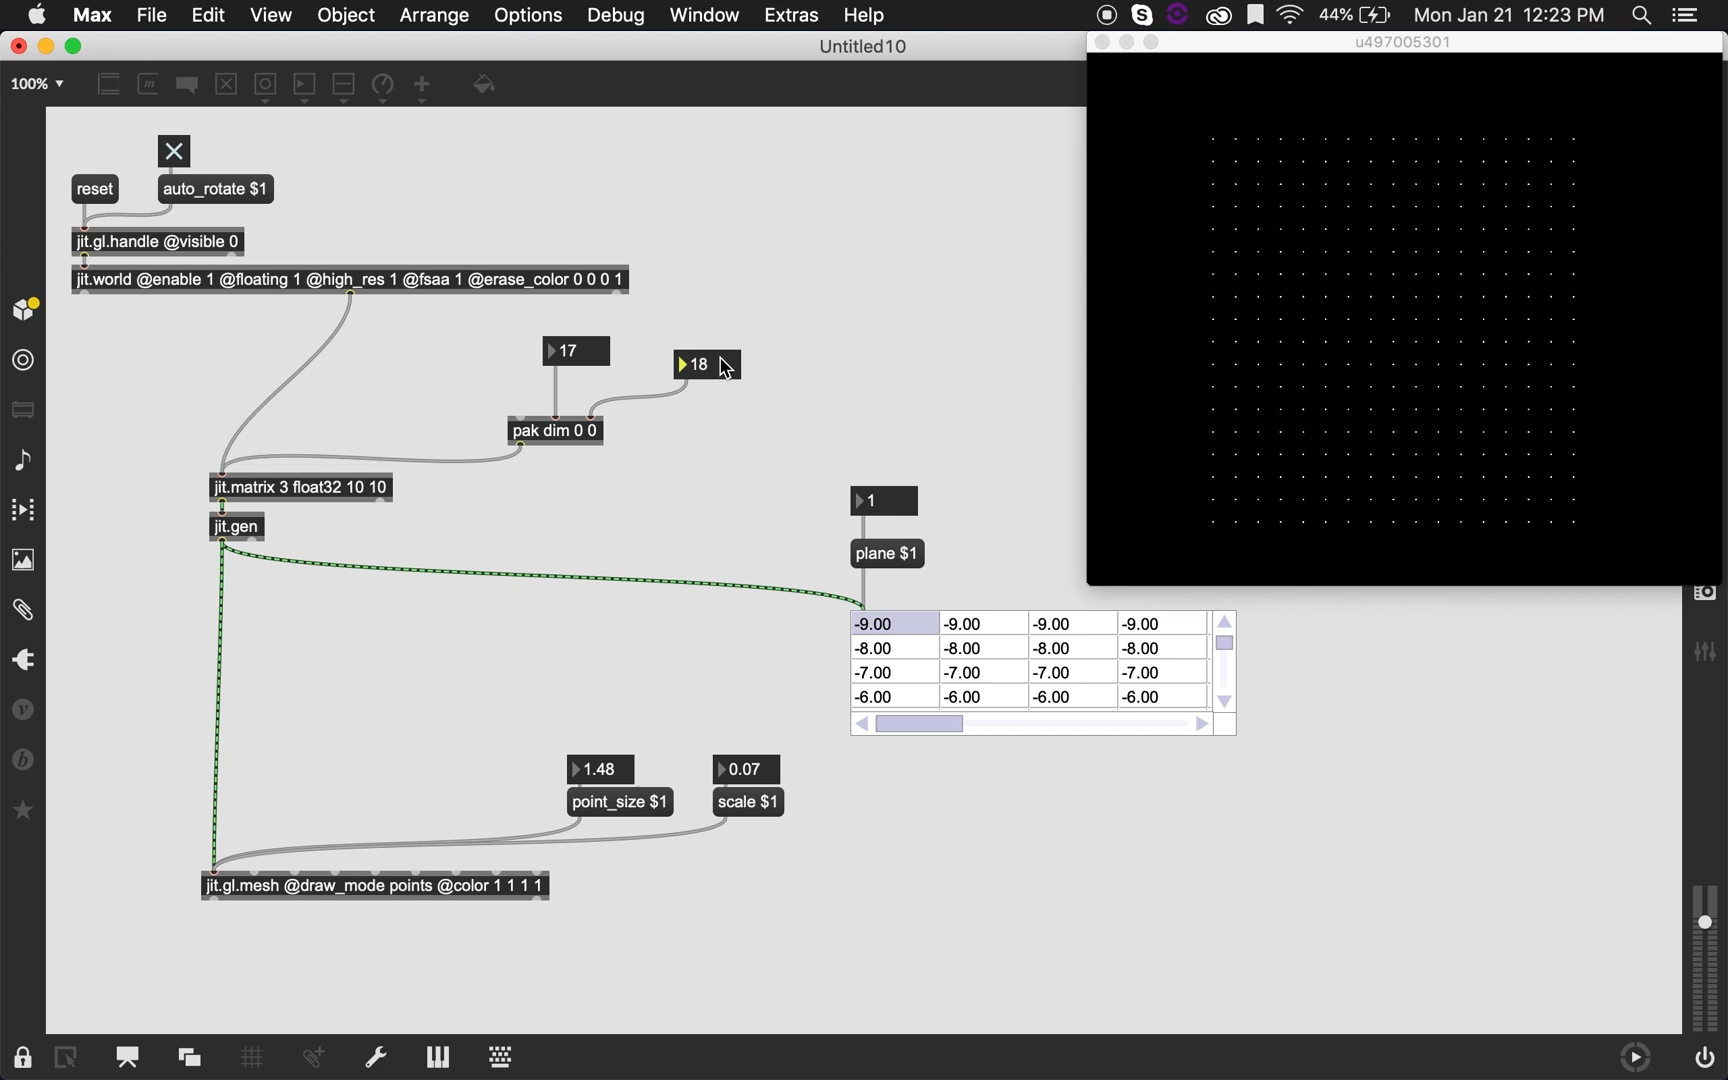 Max File Edit View Object Arrange Options Debug Window Extras Help 44% Mon Jan 21 12:23 PM
Untitled10
u497005301
100%
reset
auto_rotate $1
jit.gl.handle @visible 0
jit.world @enable 1 @floating 1 @high_res 1 @fsaa 1 @erase_color 0 0 0 1
17
18
pak dim 0 0
jit.matrix 3 float32 10 10
jit.gen
1
plane $1
-9.00 -9.00 -9.00 -9.00
-8.00 -8.00 -8.00 -8.00
-7.00 -7.00 -7.00 -7.00
-6.00 -6.00 -6.00 -6.00
1.48
0.07
point_size $1
scale $1
jit.gl.mesh @draw_mode points @color 1 1 1 1